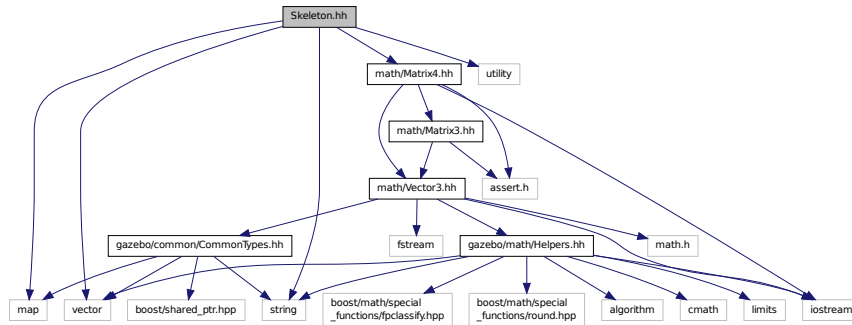 Skeleton.hh
math/Matrix4.hh
utility
math/Matrix3.hh
math/Vector3.hh
assert.h
gazebo/common/CommonTypes.hh
fstream
gazebo/math/Helpers.hh
math.h
map
vector
boost/shared_ptr.hpp
string
boost/math/special
_functions/fpclassify.hpp
boost/math/special
_functions/round.hpp
algorithm
cmath
limits
iostream